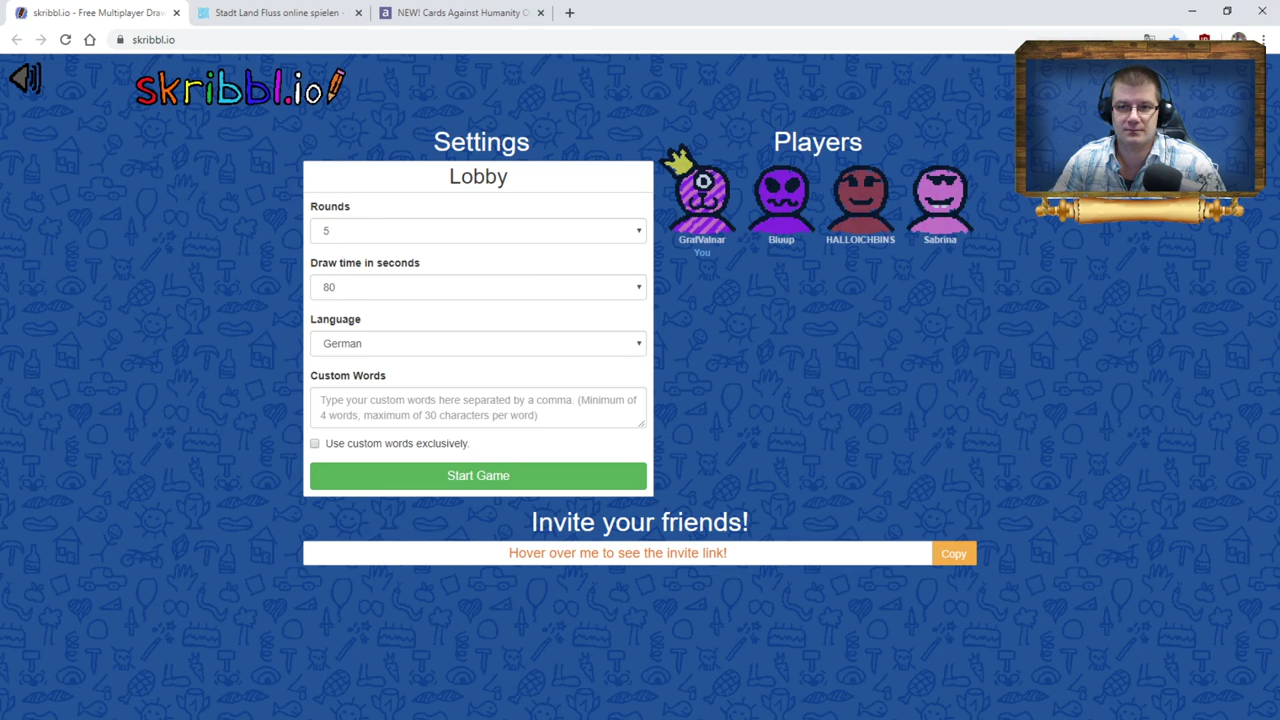 skribbl.io - Free Multiplayer Draw
Stadt Land Fluss online spielen -
NEW! Cards Against Humanity O
skribbl.io
skribbl.io
Settings
Players
Lobby
Rounds
5
GrafValnar
Bluup
HALLOICHBINS
Sabrina
You
Draw time in seconds
80
Language
German
Custom Words
Type your custom words here separated by a comma. (Minimum of
4 words, maximum of 30 characters per word)
Use custom words exclusively.
Start Game
Invite your friends!
Hover over me to see the invite link!
Copy